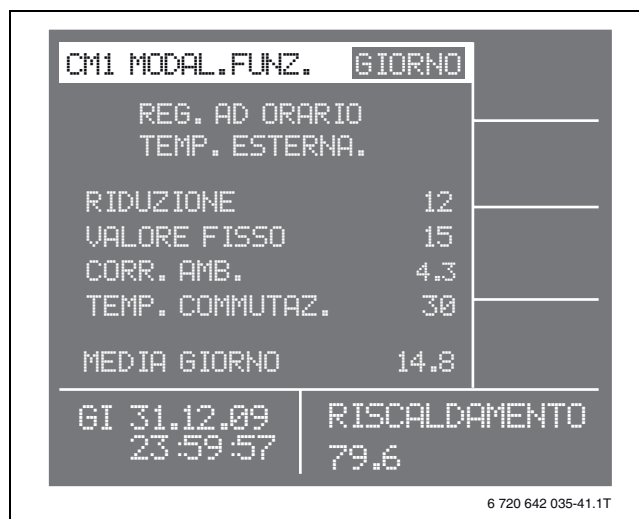 CM1 MODAL.FUNZ. GIORNO
REG. AD ORARIO
TEMP. ESTERNA.
RIDUZIONE 12
VALORE FISSO 15
CORR. AMB. 4.3
TEMP. COMMUTAZ. 30
MEDIA GIORNO 14.8
GI 31.12.09
23:59:57
RISCALDAMENTO
79.6
6 720 642 035-41.1T